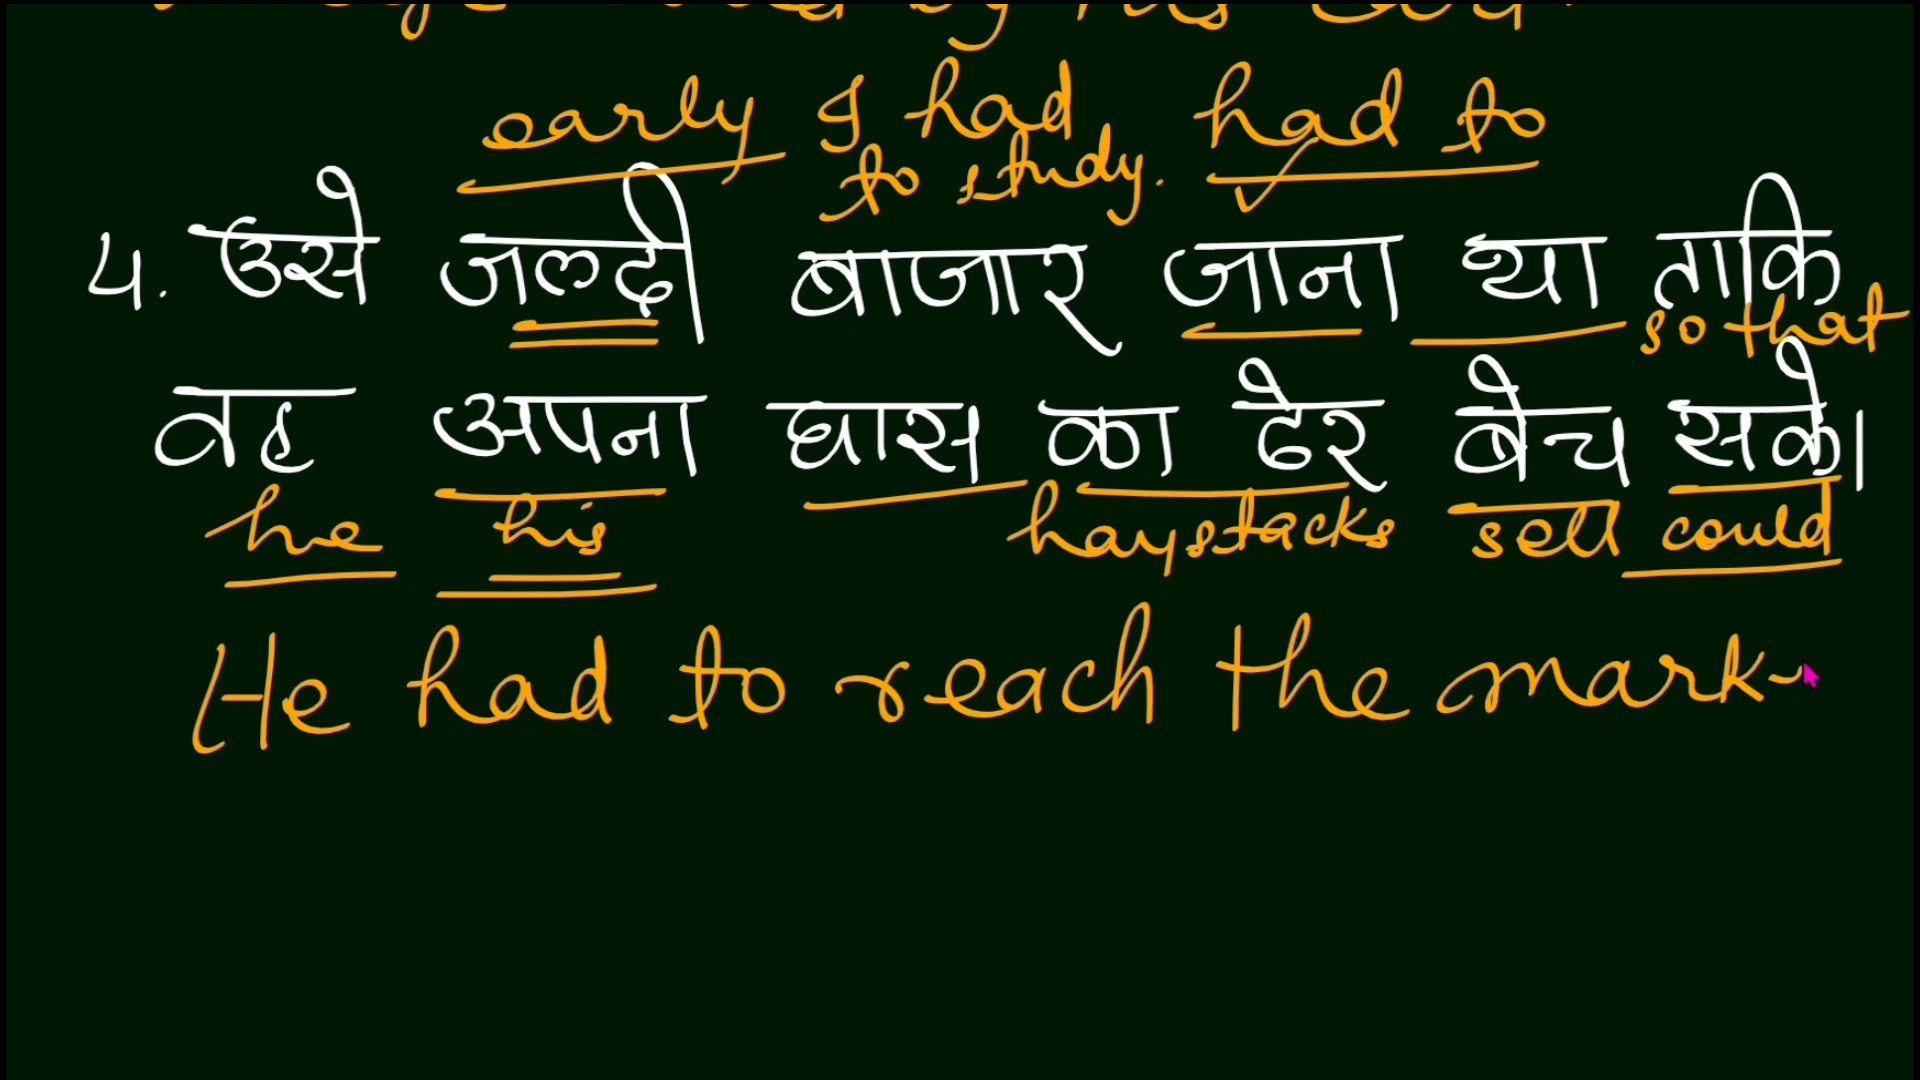 early I had had to
to study.
4. उसे जल्दी बाजार जाना था ताकि
so that
वह अपना घास का ढेर बेच सके।
he his haystacks sell could
He had to reach the mark